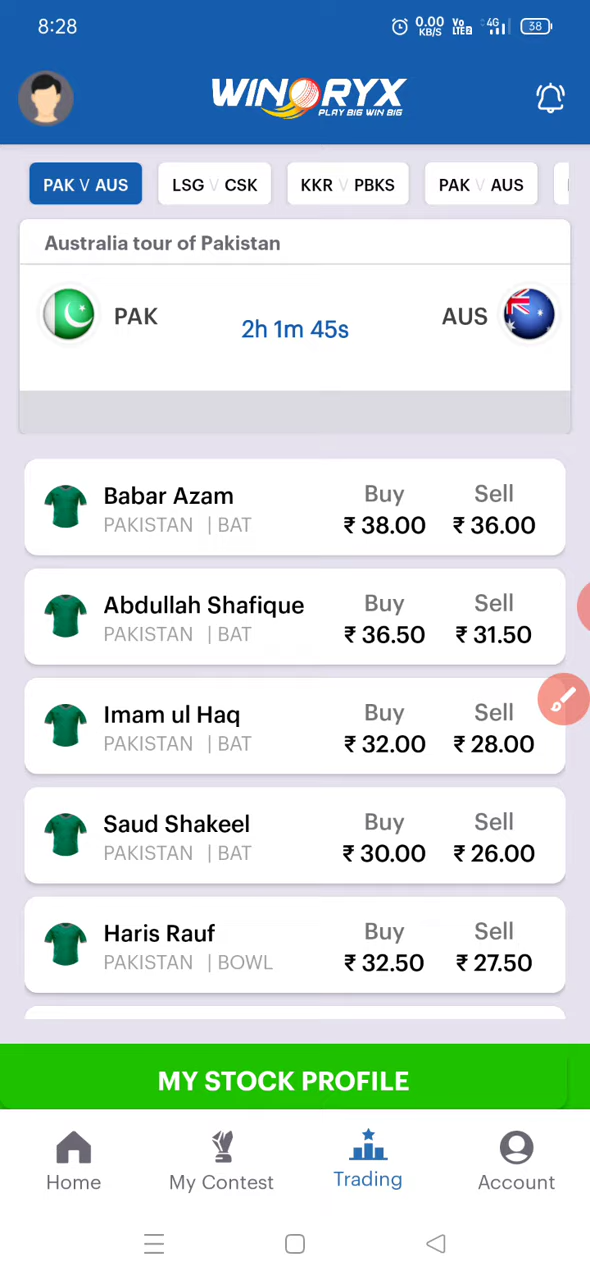 8:28
0.00 KB/S Vo LTE2 4G 38
WINORYX
PLAY BIG WIN BIG
PAK V AUS LSG V CSK KKR V PBKS PAK V AUS
Australia tour of Pakistan
PAK 2h 1m 45s AUS
Babar Azam Buy Sell
PAKISTAN | BAT ₹ 38.00 ₹ 36.00
Abdullah Shafique Buy Sell
PAKISTAN | BAT ₹ 36.50 ₹ 31.50
Imam ul Haq Buy Sell
PAKISTAN | BAT ₹ 32.00 ₹ 28.00
Saud Shakeel Buy Sell
PAKISTAN | BAT ₹ 30.00 ₹ 26.00
Haris Rauf Buy Sell
PAKISTAN | BOWL ₹ 32.50 ₹ 27.50
MY STOCK PROFILE
Home My Contest Trading Account